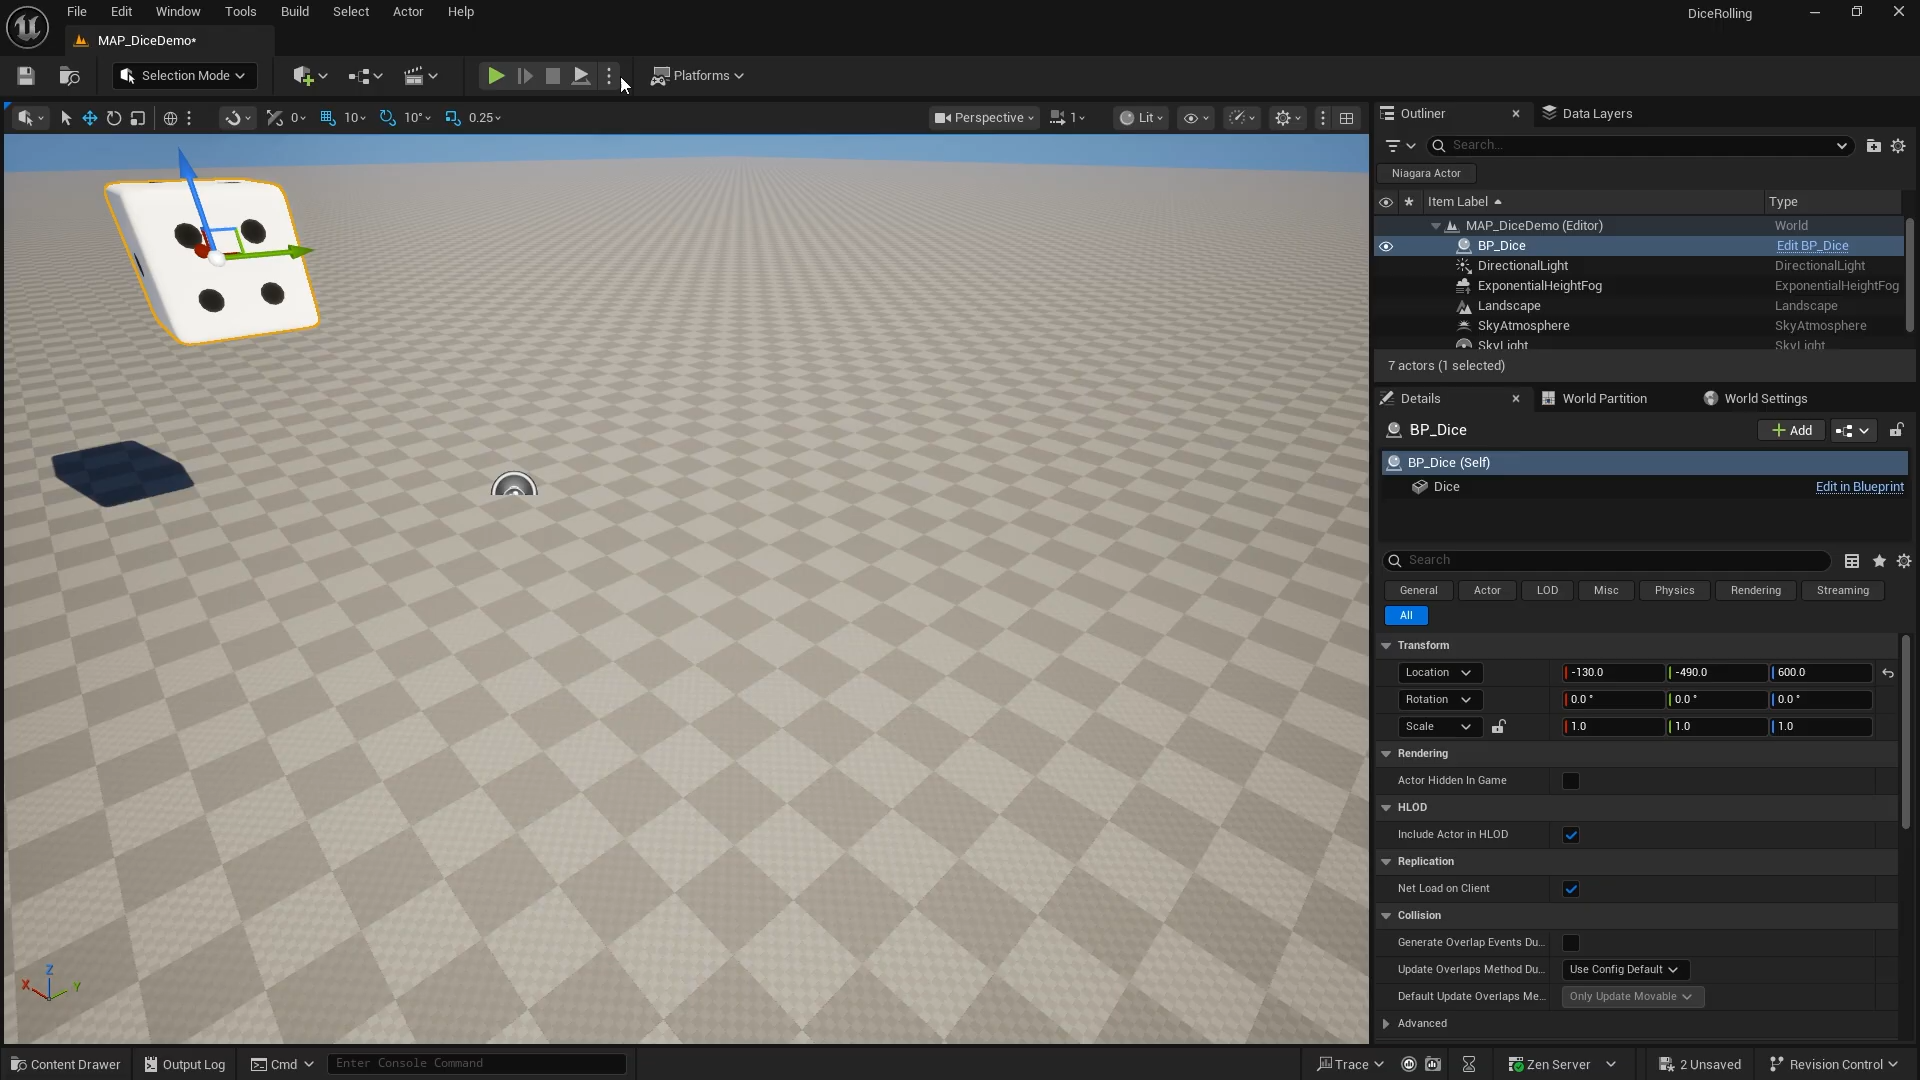 File Edit Window Tools Build Select Actor Help
DiceRolling
MAP_DiceDemo*
Selection Mode
Platforms
0 10 10° 0.25
Perspective 1 Lit
Outliner
Data Layers
Search...
Niagara Actor
Item Label Type
MAP_DiceDemo (Editor) World
BP_Dice Edit BP_Dice
DirectionalLight DirectionalLight
ExponentialHeightFog ExponentialHeightFog
Landscape Landscape
SkyAtmosphere SkyAtmosphere
SkyLight SkyLight
7 actors (1 selected)
Details World Partition World Settings
BP_Dice
Add
BP_Dice (Self)
Dice Edit in Blueprint
Search
General Actor LOD Misc Physics Rendering Streaming
All
Transform
Location -130.0 -490.0 600.0
Rotation 0.0 ° 0.0 ° 0.0 °
Scale 1.0 1.0 1.0
Rendering
Actor Hidden In Game
HLOD
Include Actor in HLOD
Replication
Net Load on Client
Collision
Generate Overlap Events Du...
Update Overlaps Method Du... Use Config Default
Default Update Overlaps Me... Only Update Movable
Advanced
Z
X Y
Content Drawer Output Log Cmd Enter Console Command Trace Zen Server 2 Unsaved Revision Control